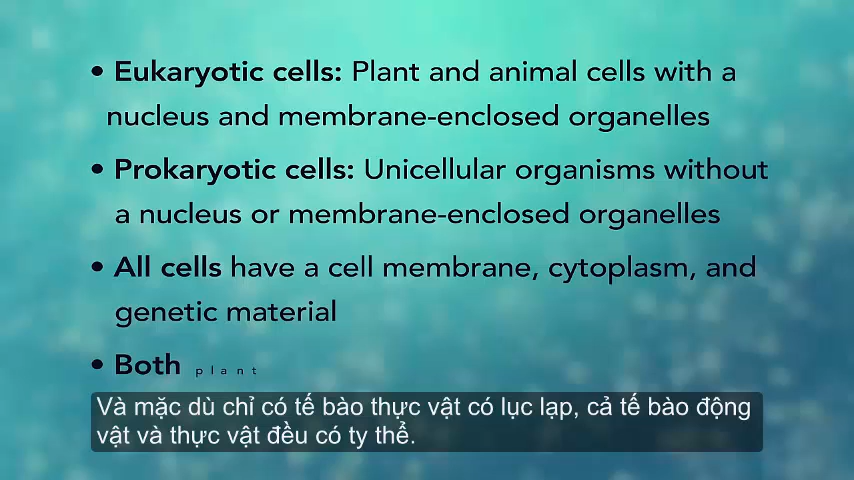 • Eukaryotic cells: Plant and animal cells with a
nucleus and membrane-enclosed organelles
• Prokaryotic cells: Unicellular organisms without
a nucleus or membrane-enclosed organelles
• All cells have a cell membrane, cytoplasm, and
genetic material
• Both plant
Và mặc dù chỉ có tế bào thực vật có lục lạp, cả tế bào động
vật và thực vật đều có ty thể.